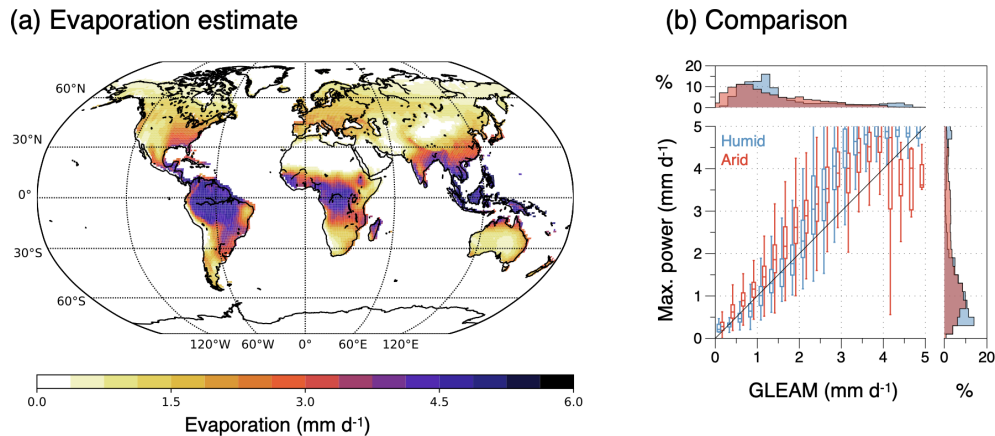 (a) Evaporation estimate
60°N
30°N
0°
30°S
60°S
120°W 60°W 0° 60°E 120°E
0.0 1.5 3.0 4.5 6.0
Evaporation (mm d-1)
(b) Comparison
%
20
10
0
Humid
Arid
Max. power (mm d-1)
5
4
3
2
1
0
0 1 2 3 4 5
GLEAM (mm d-1)
0 20
%